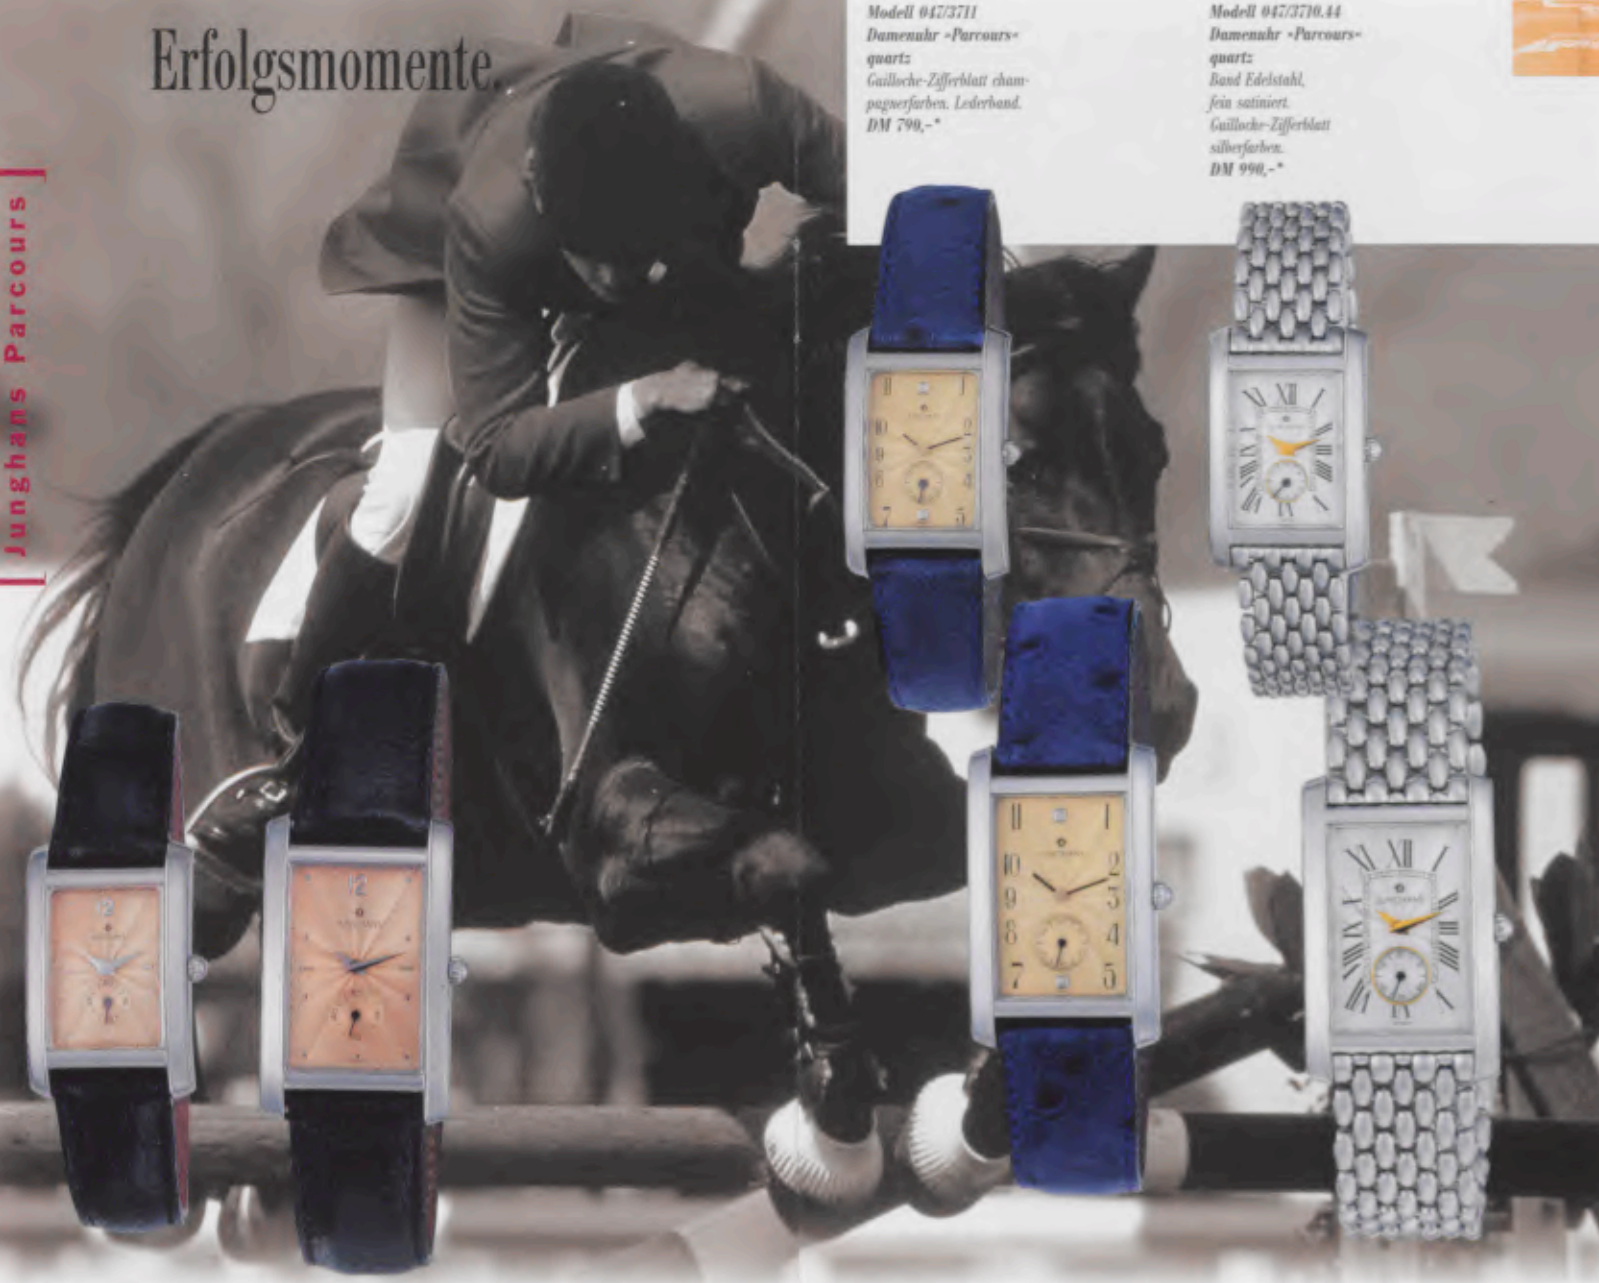 Erfolgsmomente.
Junghans Parcours
Modell 047/3711
Damenuhr »Parcours«
quartz
Guilloche-Zifferblatt cham-
pagnerfarben. Lederband.
DM 790,-*
Modell 047/3710.44
Damenuhr »Parcours«
quartz
Band Edelstahl,
fein satiniert.
Guilloche-Zifferblatt
silberfarben.
DM 990,-*